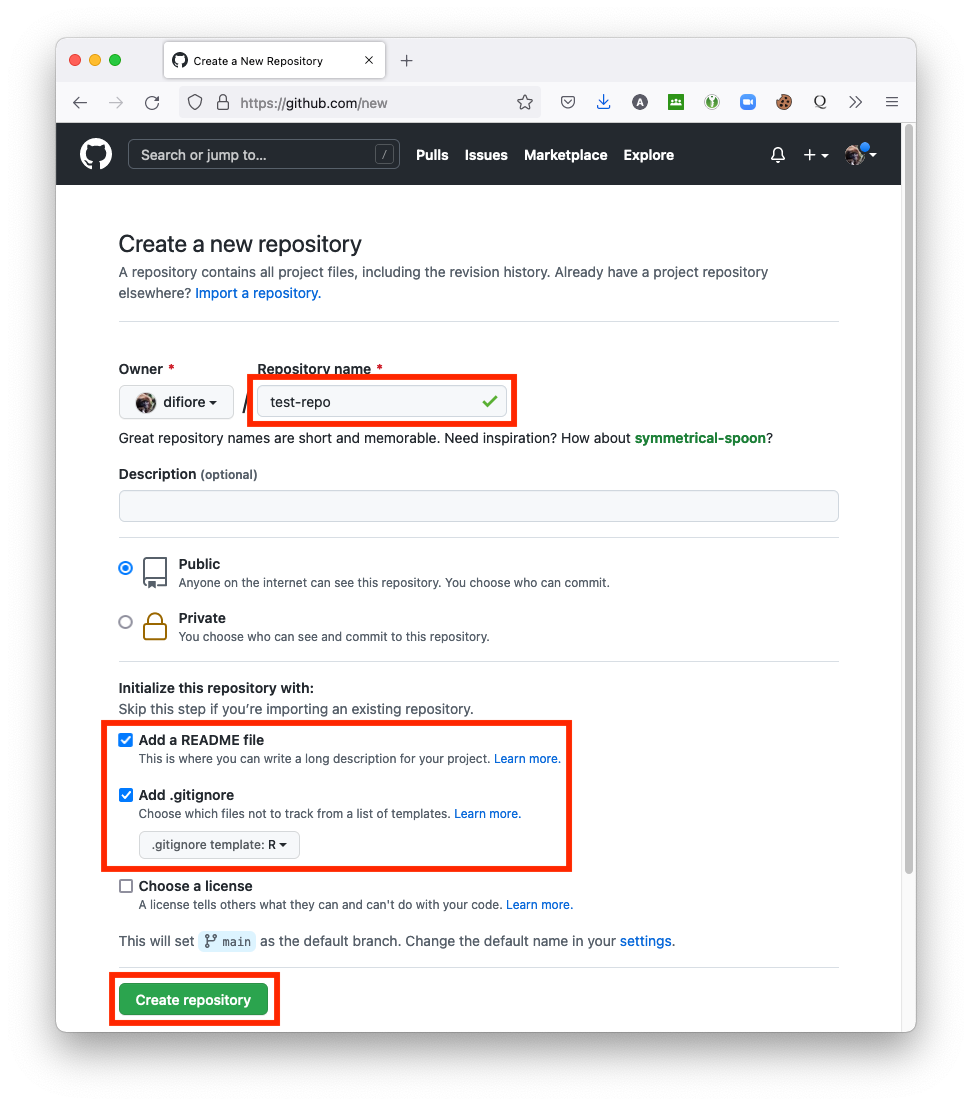 Create a New Repository
https://github.com/new
A
Q
Search or jump to... /
Pulls Issues Marketplace Explore
Create a new repository
A repository contains all project files, including the revision history. Already have a project repository
elsewhere? Import a repository.
Owner * Repository name *
difiore / test-repo
Great repository names are short and memorable. Need inspiration? How about symmetrical-spoon?
Description (optional)
Public
Anyone on the internet can see this repository. You choose who can commit.
Private
You choose who can see and commit to this repository.
Initialize this repository with:
Skip this step if you’re importing an existing repository.
Add a README file
This is where you can write a long description for your project. Learn more.
Add .gitignore
Choose which files not to track from a list of templates. Learn more.
.gitignore template: R
Choose a license
A license tells others what they can and can't do with your code. Learn more.
This will set main as the default branch. Change the default name in your settings.
Create repository